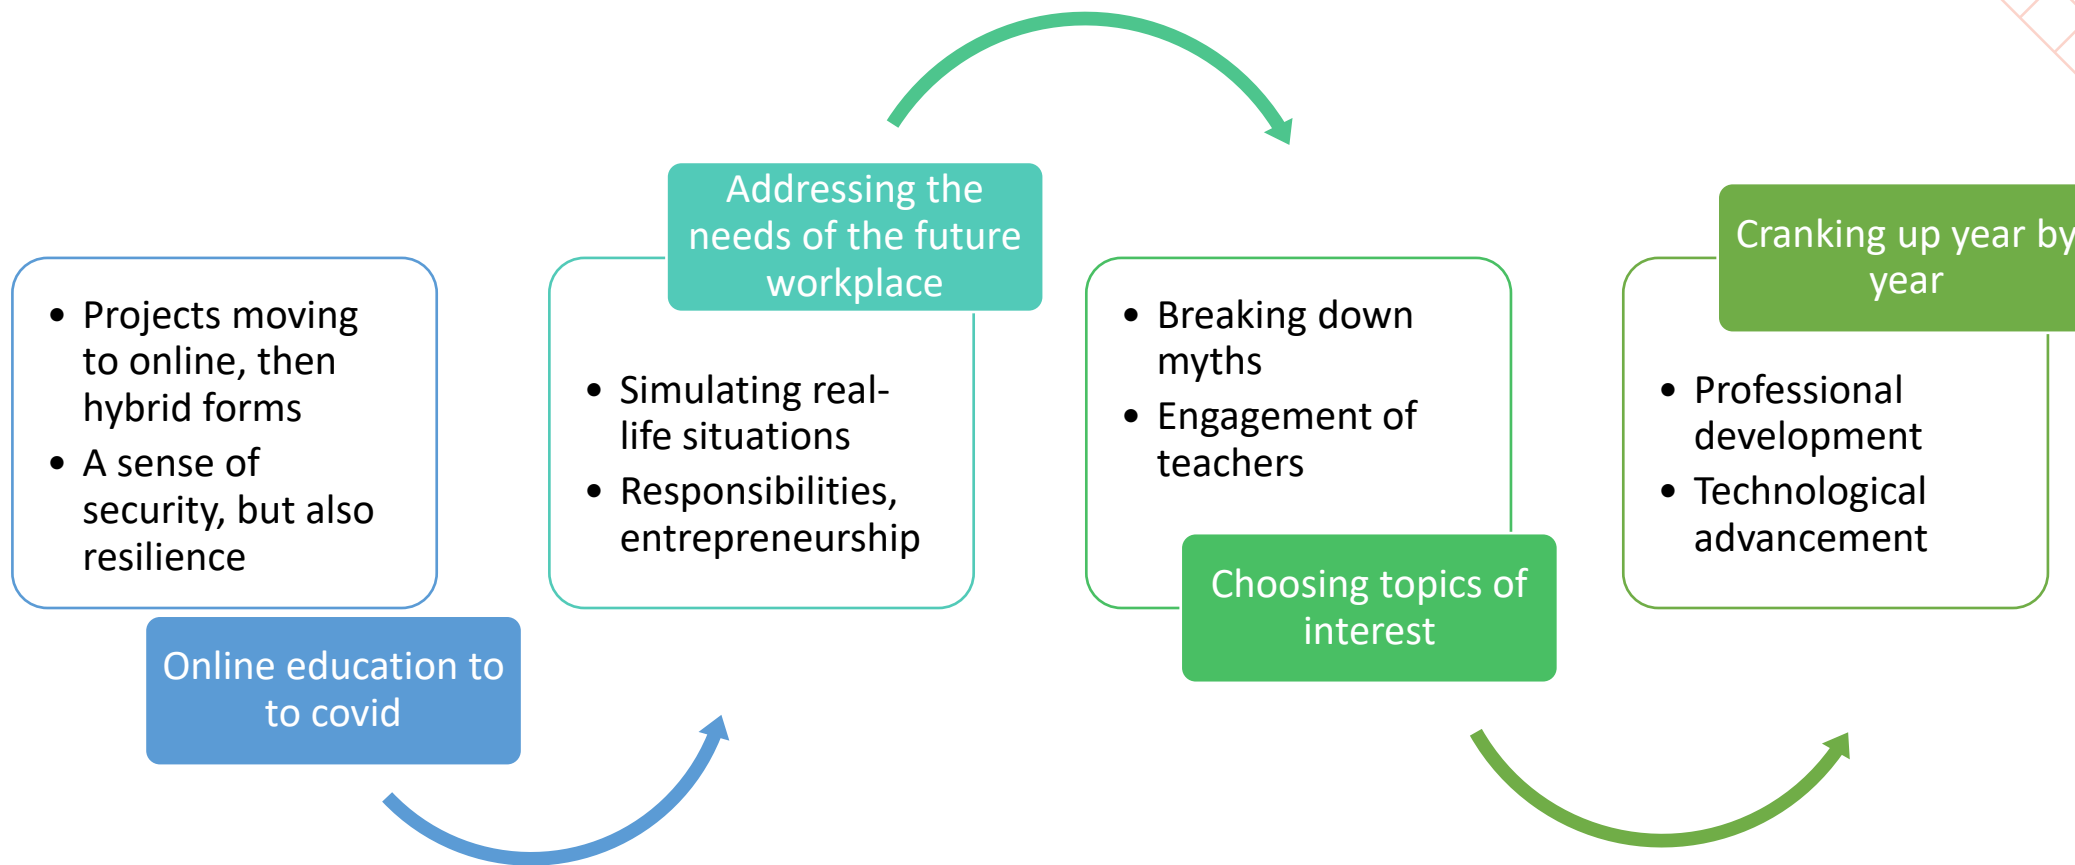 • Projects moving
to online, then
hybrid forms
• A sense of
security, but also
resilience
Online education to
to covid
Addressing the
needs of the future
workplace
• Simulating real-
life situations
• Responsibilities,
entrepreneurship
• Breaking down
myths
• Engagement of
teachers
Choosing topics of
interest
Cranking up year by
year
• Professional
development
• Technological
advancement